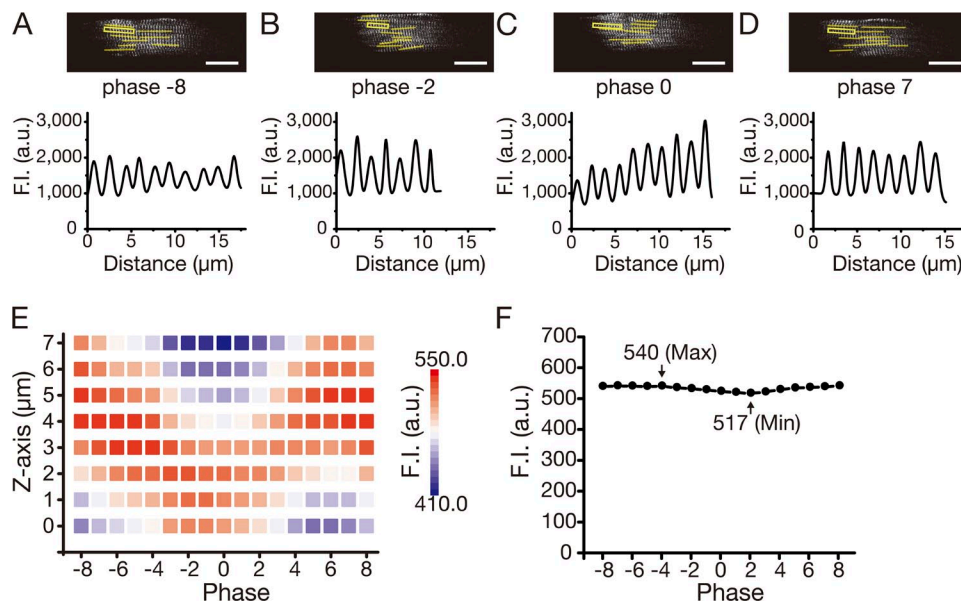 A
B
C
D
phase -8
phase -2
phase 0
phase 7
F.I. (a.u.)
3,000
2,000
1,000
0
0 5 10 15
Distance (µm)
F.I. (a.u.)
3,000
2,000
1,000
0
0 5 10 15
Distance (µm)
F.I. (a.u.)
3,000
2,000
1,000
0
0 5 10 15
Distance (µm)
F.I. (a.u.)
3,000
2,000
1,000
0
0 5 10 15
Distance (µm)
E
Z-axis (µm)
7
6
5
4
3
2
1
0
-8 -6 -4 -2 0 2 4 6 8
Phase
550.0
F.I. (a.u.)
410.0
F
F.I. (a.u.)
700
600
500
400
300
200
100
0
540 (Max)
517 (Min)
-8 -6 -4 -2 0 2 4 6 8
Phase